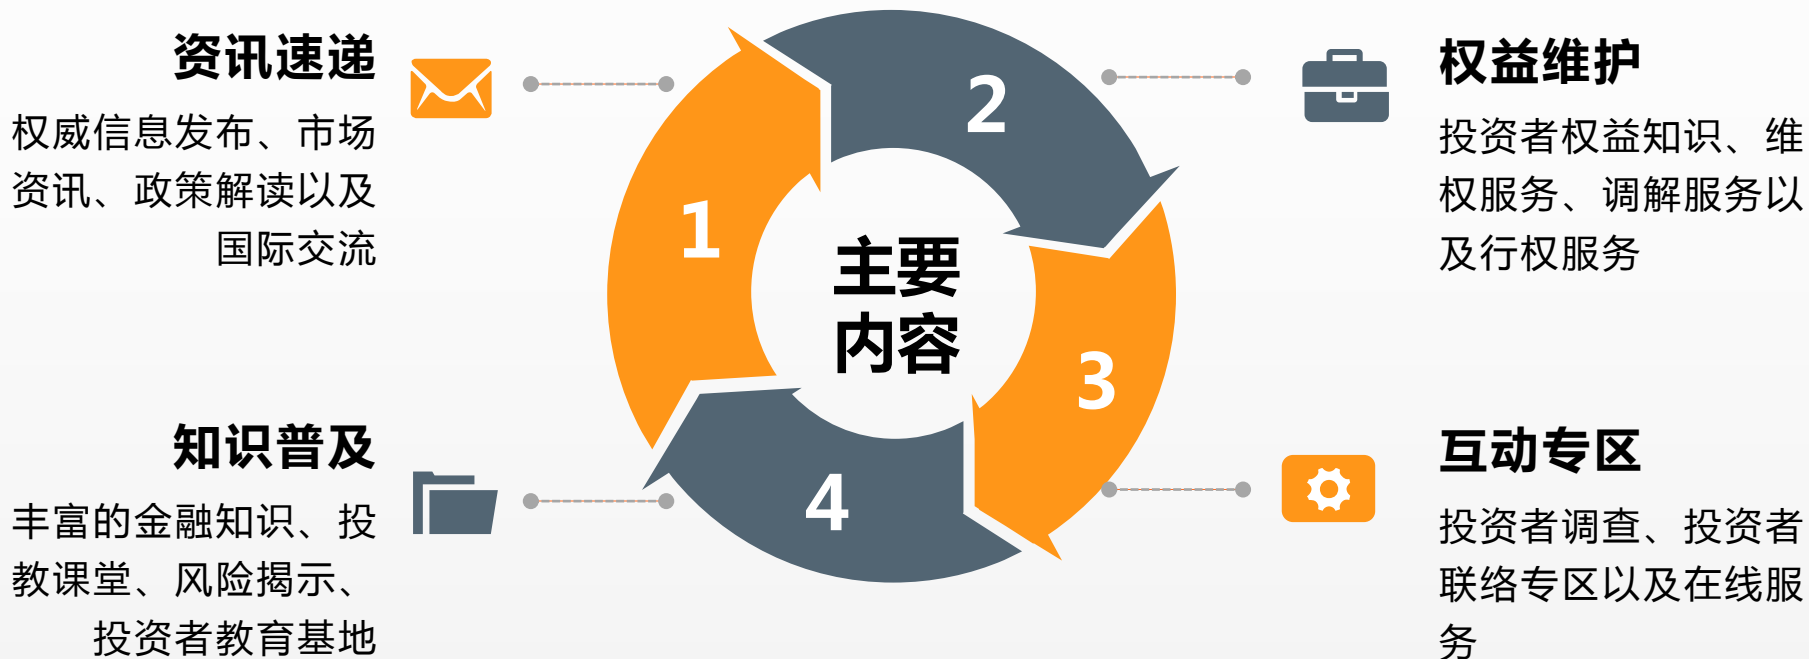 资讯速递
权威信息发布、市场
资讯、政策解读以及
国际交流
1
2
权益维护
投资者权益知识、维
权服务、调解服务以
及行权服务
主要
内容
3
4
知识普及
丰富的金融知识、投
教课堂、风险揭示、
投资者教育基地
互动专区
投资者调查、投资者
联络专区以及在线服
务